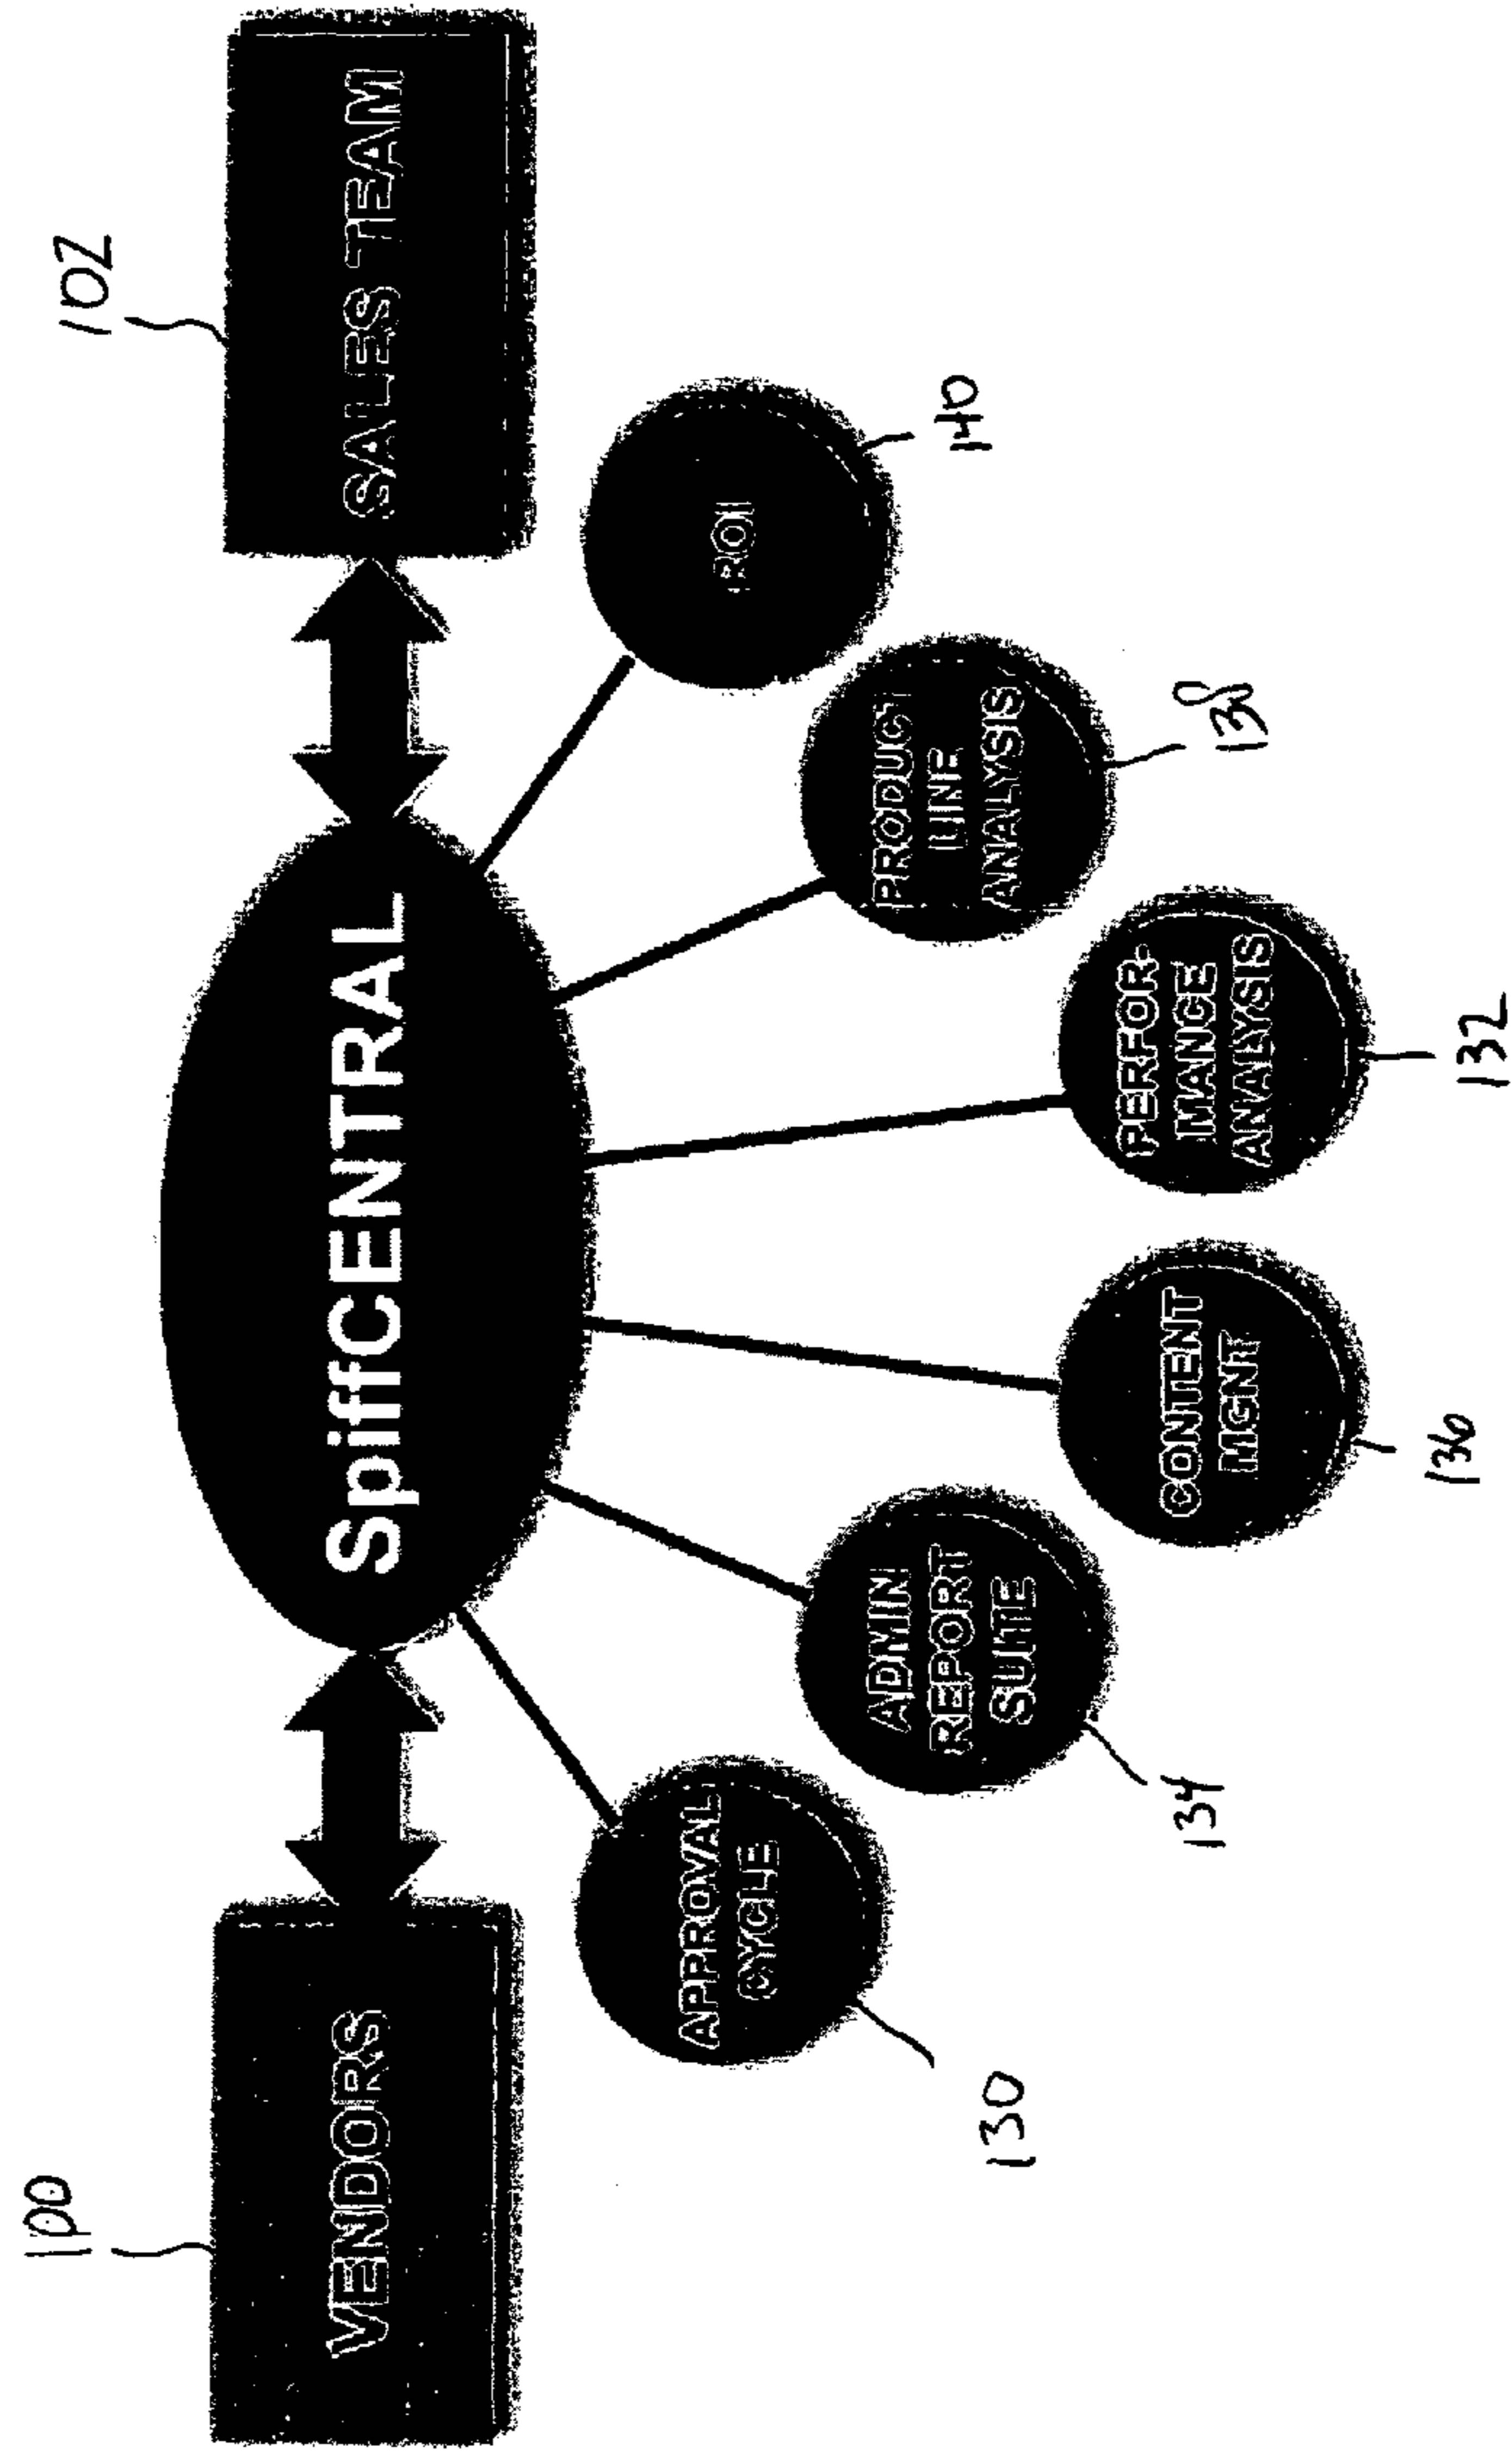 100
102
VENDORS
SpiffCENTRAL
SALES TEAM
APPROVAL
CYCLE
130
ADMIN
REPORT
SUITE
134
CONTENT
MGNT
136
PERFOR-
MANCE
ANALYSIS
132
PRODUCT
LINE
ANALYSIS
138
ROI
140